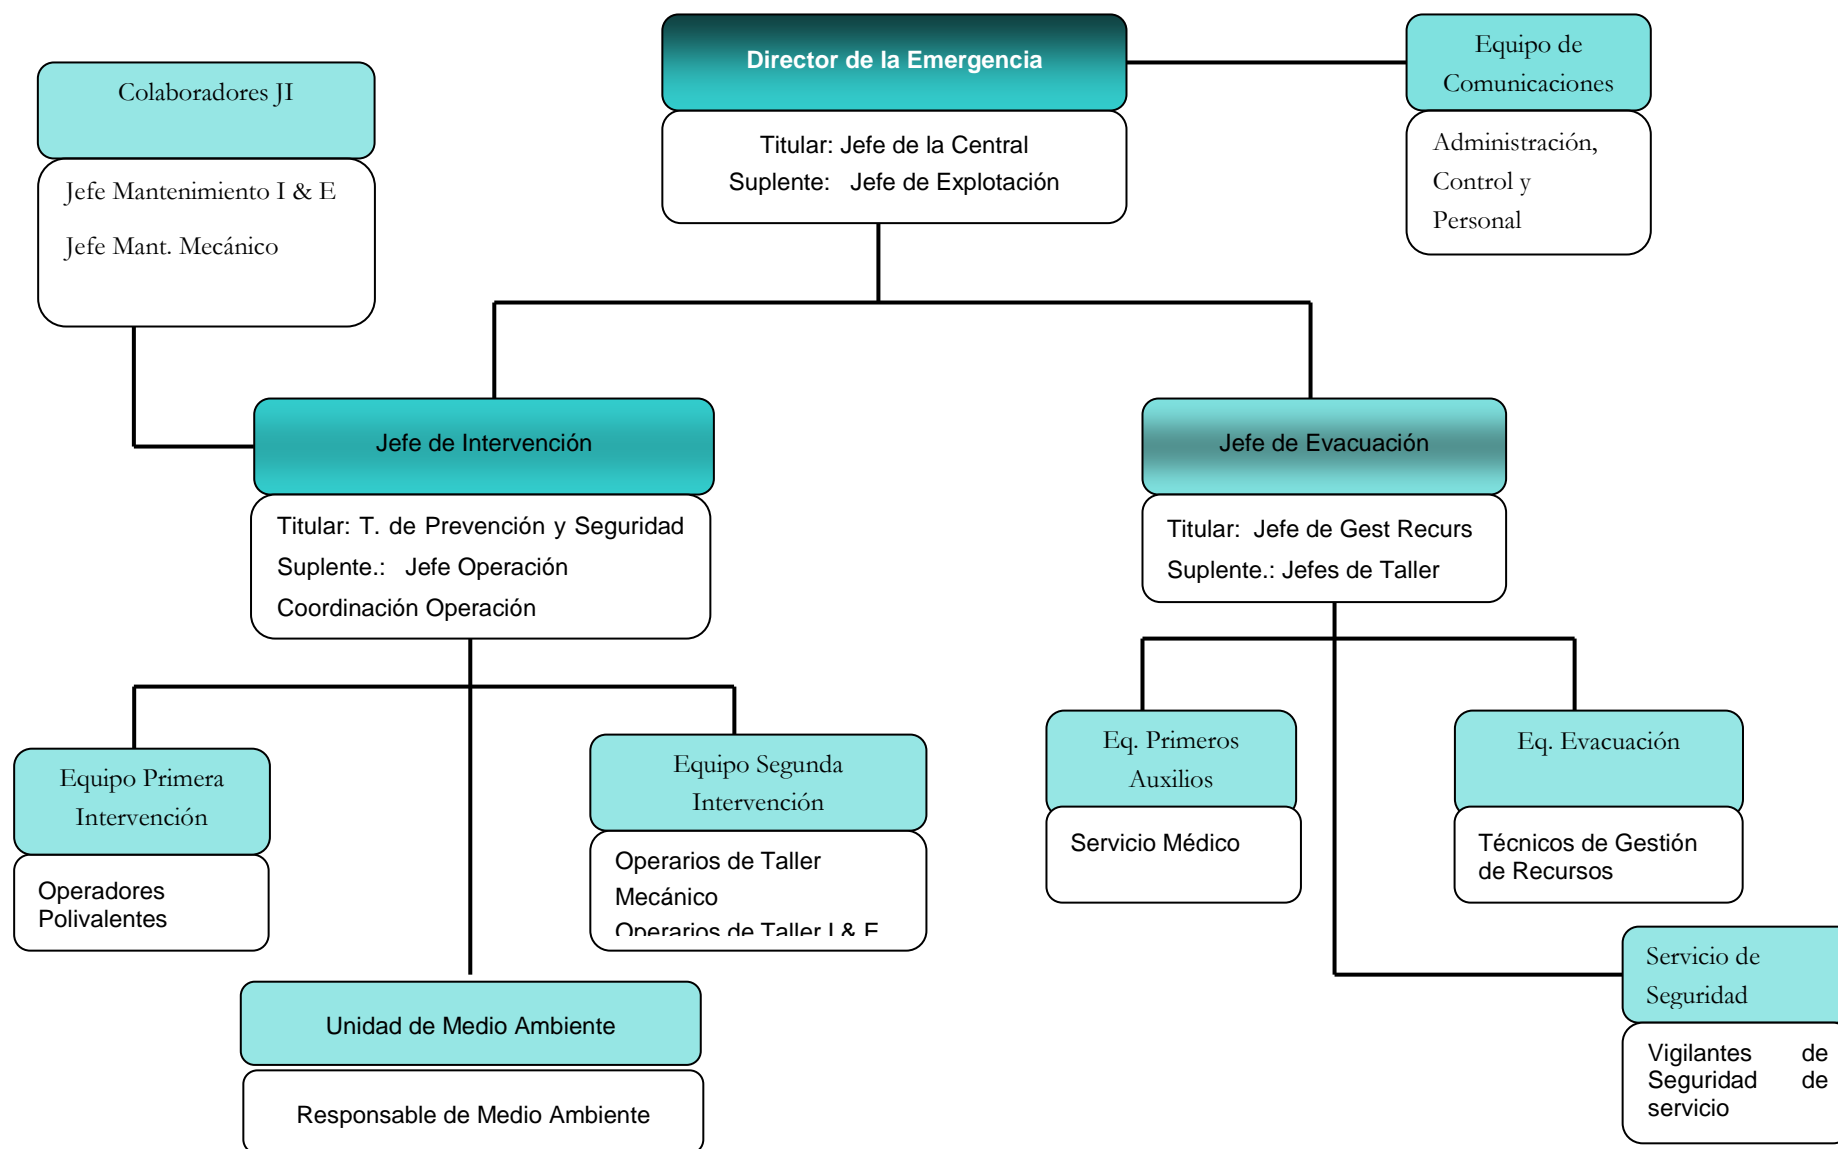 Director de la Emergencia
Titular: Jefe de la Central
Suplente: Jefe de Explotación
Equipo de
Comunicaciones
Administración,
Control y
Personal
Colaboradores JI
Jefe Mantenimiento I & E
Jefe Mant. Mecánico
Jefe de Intervención
Titular: T. de Prevención y Seguridad
Suplente.: Jefe Operación
Coordinación Operación
Jefe de Evacuación
Titular: Jefe de Gest Recurs
Suplente.: Jefes de Taller
Equipo Primera
Intervención
Operadores
Polivalentes
Equipo Segunda
Intervención
Operarios de Taller
Mecánico
Operarios de Taller I & E
Unidad de Medio Ambiente
Responsable de Medio Ambiente
Eq. Primeros
Auxilios
Servicio Médico
Eq. Evacuación
Técnicos de Gestión
de Recursos
Servicio de
Seguridad
Vigilantes de
Seguridad de
servicio